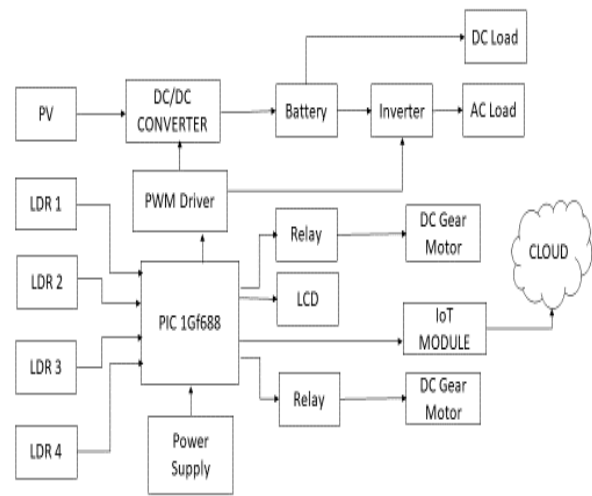 DC Load
PV
DC/DC
CONVERTER
Battery
Inverter
AC Load
LDR 1
PWM Driver
Relay
DC Gear
Motor
CLOUD
LDR 2
PIC 1Gf688
LCD
IoT
MODULE
LDR 3
Relay
DC Gear
Motor
LDR 4
Power
Supply